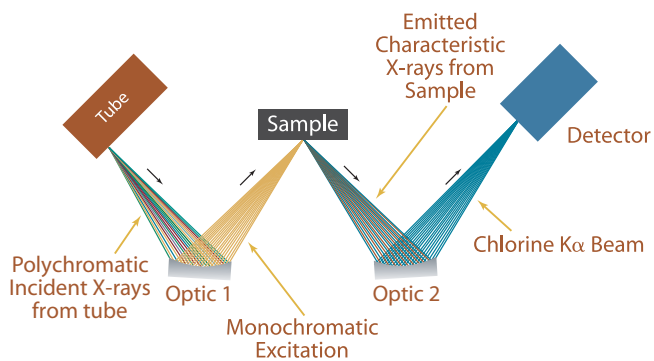 Tube
Sample
Emitted
Characteristic
X-rays from
Sample
Detector
Polychromatic
Incident X-rays
from tube
Optic 1
Monochromatic
Excitation
Optic 2
Chlorine Kα Beam